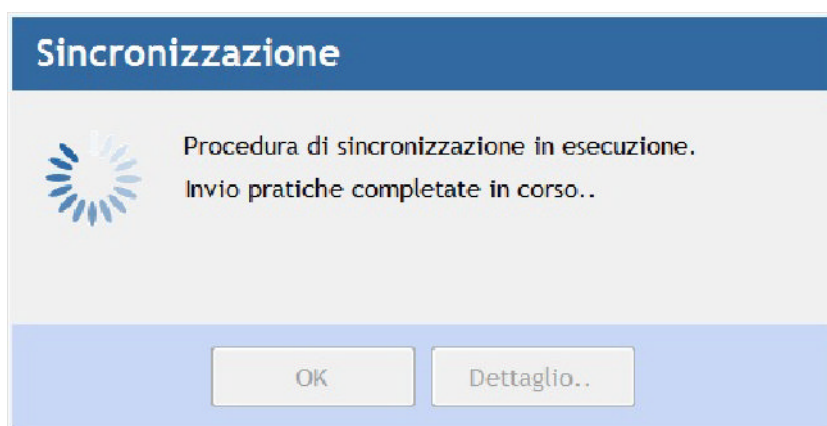 Sincronizzazione
Procedura di sincronizzazione in esecuzione.
Invio pratiche completate in corso..
OK
Dettaglio..